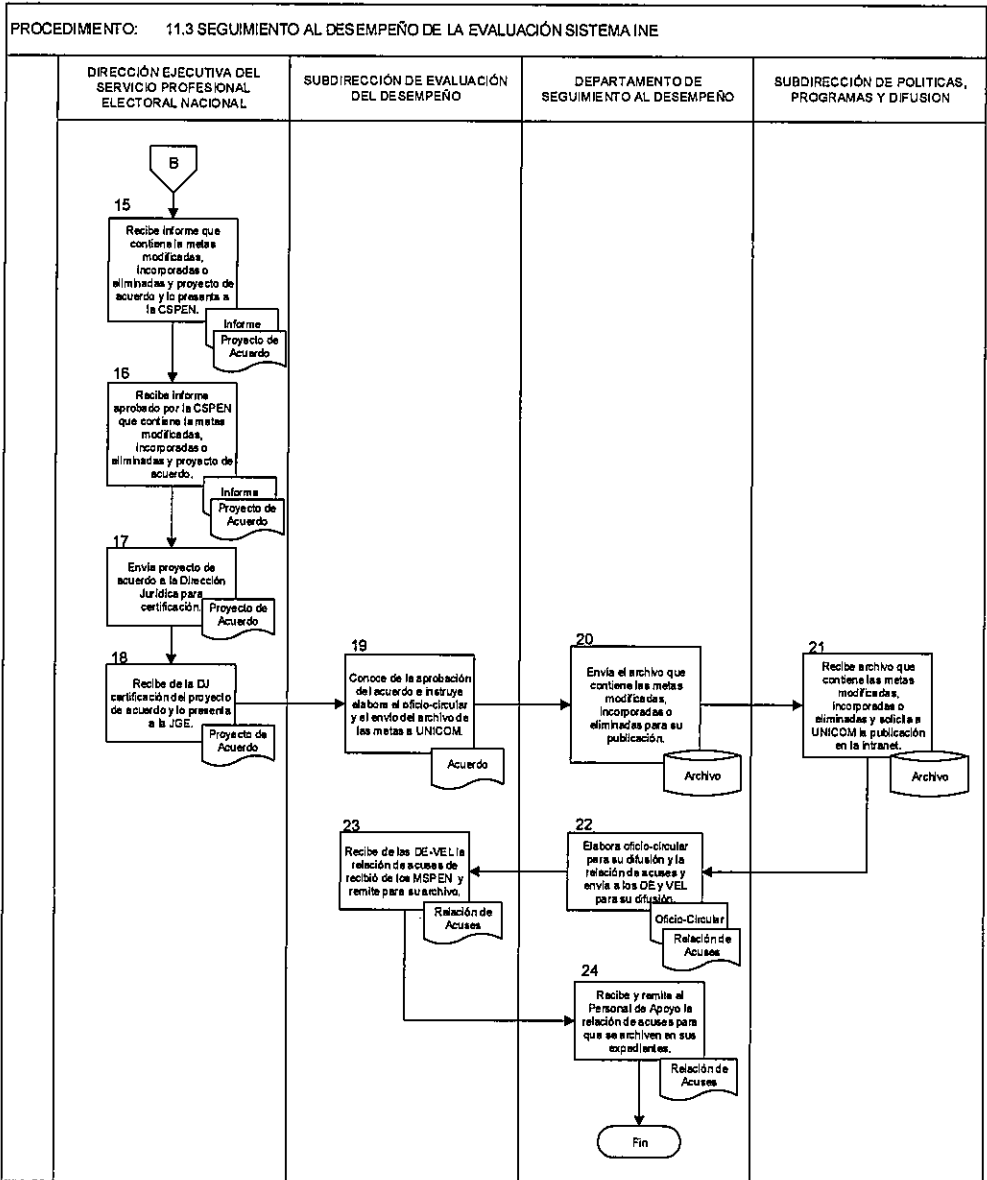 PROCEDIMIENTO: 11.3 SEGUIMIENTO AL DESEMPEÑO DE LA EVALUACIÓN SISTEMA INE
DIRECCIÓN EJECUTIVA DEL
SERVICIO PROFESIONAL
ELECTORAL NACIONAL
SUBDIRECCIÓN DE EVALUACIÓN
DEL DESEMPEÑO
DEPARTAMENTO DE
SEGUIMIENTO AL DESEMPEÑO
SUBDIRECCIÓN DE POLITICAS,
PROGRAMAS Y DIFUSION
B
15
Recibe informe que
contiene la metas
modificadas,
incorporadas o
eliminadas y proyecto de
acuerdo y lo presenta a
la CSPEN.
Informe
Proyecto de
Acuerdo
16
Recibe informe
aprobado por la CSPEN
que contiene la metas
modificadas,
incorporadas o
eliminadas y proyecto de
acuerdo.
Informe
Proyecto de
Acuerdo
17
Envía proyecto de
acuerdo a la Dirección
Jurídica para
certificación.
Proyecto de
Acuerdo
18
Recibe de la DJ
certificación del proyecto
de acuerdo y lo presenta
a la JGE.
Proyecto de
Acuerdo
19
Conoce de la aprobación
del acuerdo e instruye
elabora el oficio-circular
y el envío del archivo de
las metas a UNICOM.
Acuerdo
20
Envía el archivo que
contiene las metas
modificadas,
incorporadas o
eliminadas para su
publicación.
Archivo
21
Recibe archivo que
contiene las metas
modificadas,
incorporadas o
eliminadas y solicita a
UNICOM la publicación
en la intranet.
Archivo
22
Elabora oficio-circular
para su difusión y la
relación de acuses y
envía a los DE y VEL
para su difusión.
Oficio-Circular
Relación de
Acuses
23
Recibe de las DE-VEL la
relación de acuses de
recibió de los MSPEN y
remite para su archivo.
Relación de
Acuses
24
Recibe y remite al
Personal de Apoyo la
relación de acuses para
que se archiven en sus
expedientes.
Relación de
Acuses
Fin